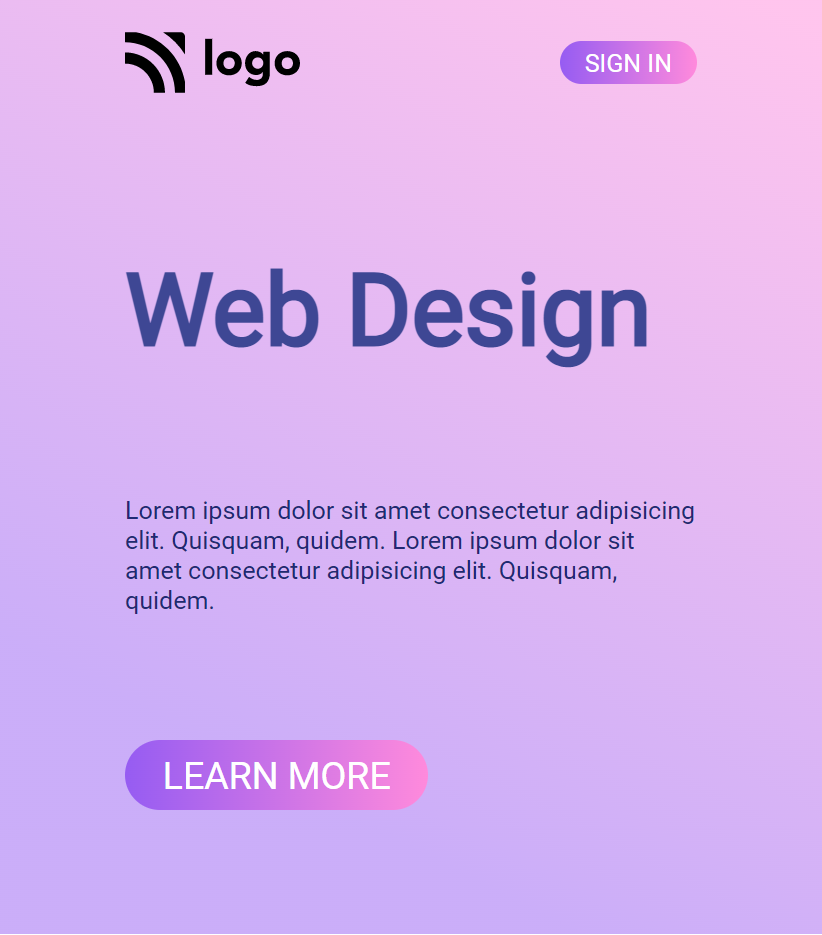 logo
SIGN IN
Web Design
Lorem ipsum dolor sit amet consectetur adipisicing
elit. Quisquam, quidem. Lorem ipsum dolor sit
amet consectetur adipisicing elit. Quisquam,
quidem.
LEARN MORE